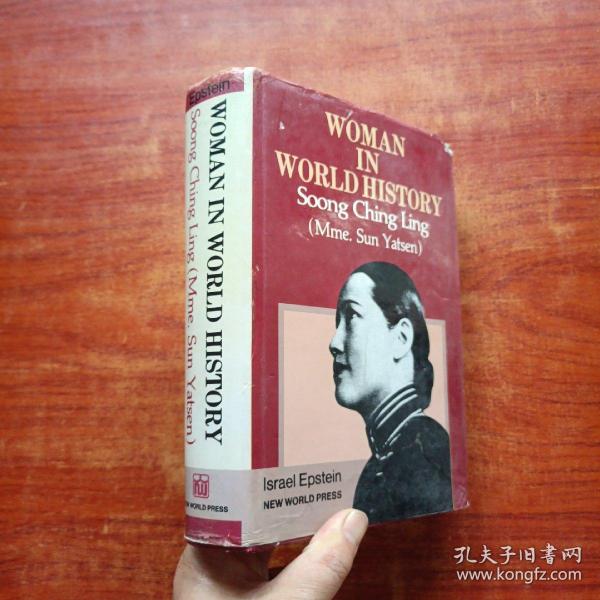 Epstein
WOMAN IN WORLD HISTORY
Soong Ching Ling (Mme. Sun Yatsen)
NEW WORLD PRESS
WOMAN
IN
WORLD HISTORY
Soong Ching Ling
(Mme. Sun Yatsen)
Israel Epstein
NEW WORLD PRESS
孔夫子旧書网
www.kongfz.com